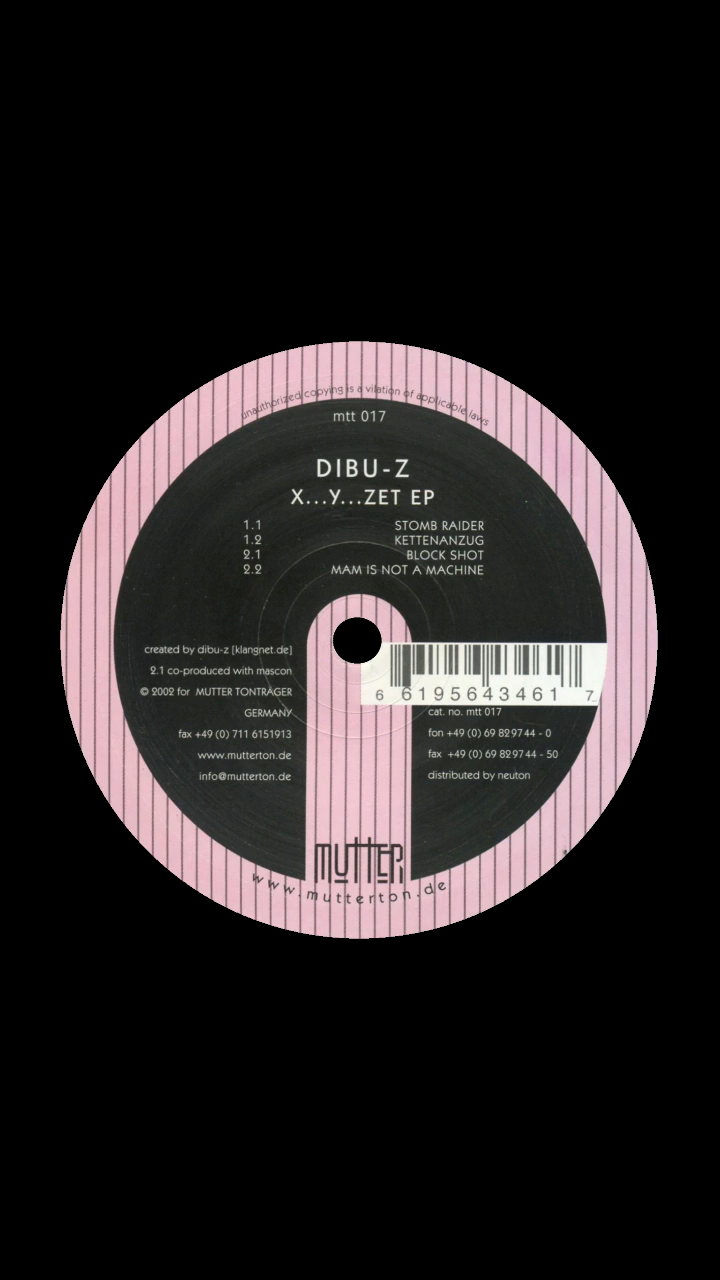 unauthorized copying is a vilation of applicable laws
mtt 017
DIBU-Z
X...Y...ZET EP
1.1 STOMB RAIDER
1.2 KETTENANZUG
2.1 BLOCK SHOT
2.2 MAM IS NOT A MACHINE
created by dibu-z [klangnet.de]
2.1 co-produced with mascon
© 2002 for MUTTER TONTRÄGER
GERMANY
fax +49 (0) 711 6151913
www.mutterton.de
info@mutterton.de
6 61956 43461 7
cat. no. mtt 017
fon +49 (0) 69 829744 - 0
fax +49 (0) 69 829744 - 50
distributed by neuton
MUTTER
www.mutterton.de